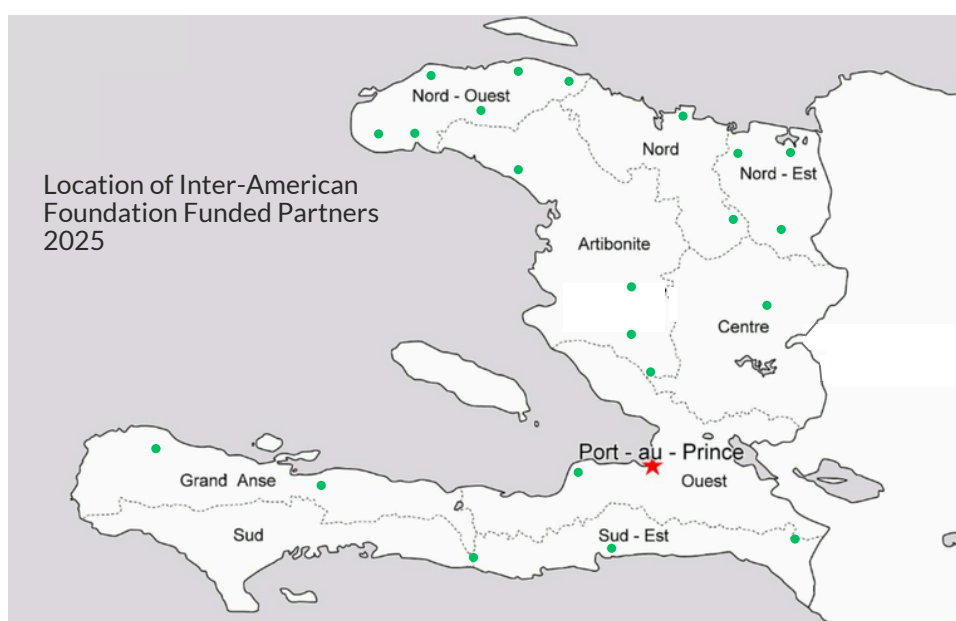 Nord - Ouest
Nord
Nord - Est
Location of Inter-American
Foundation Funded Partners
2025
Artibonite
Centre
Port - au - Prince
Grand Anse
Ouest
Sud
Sud - Est